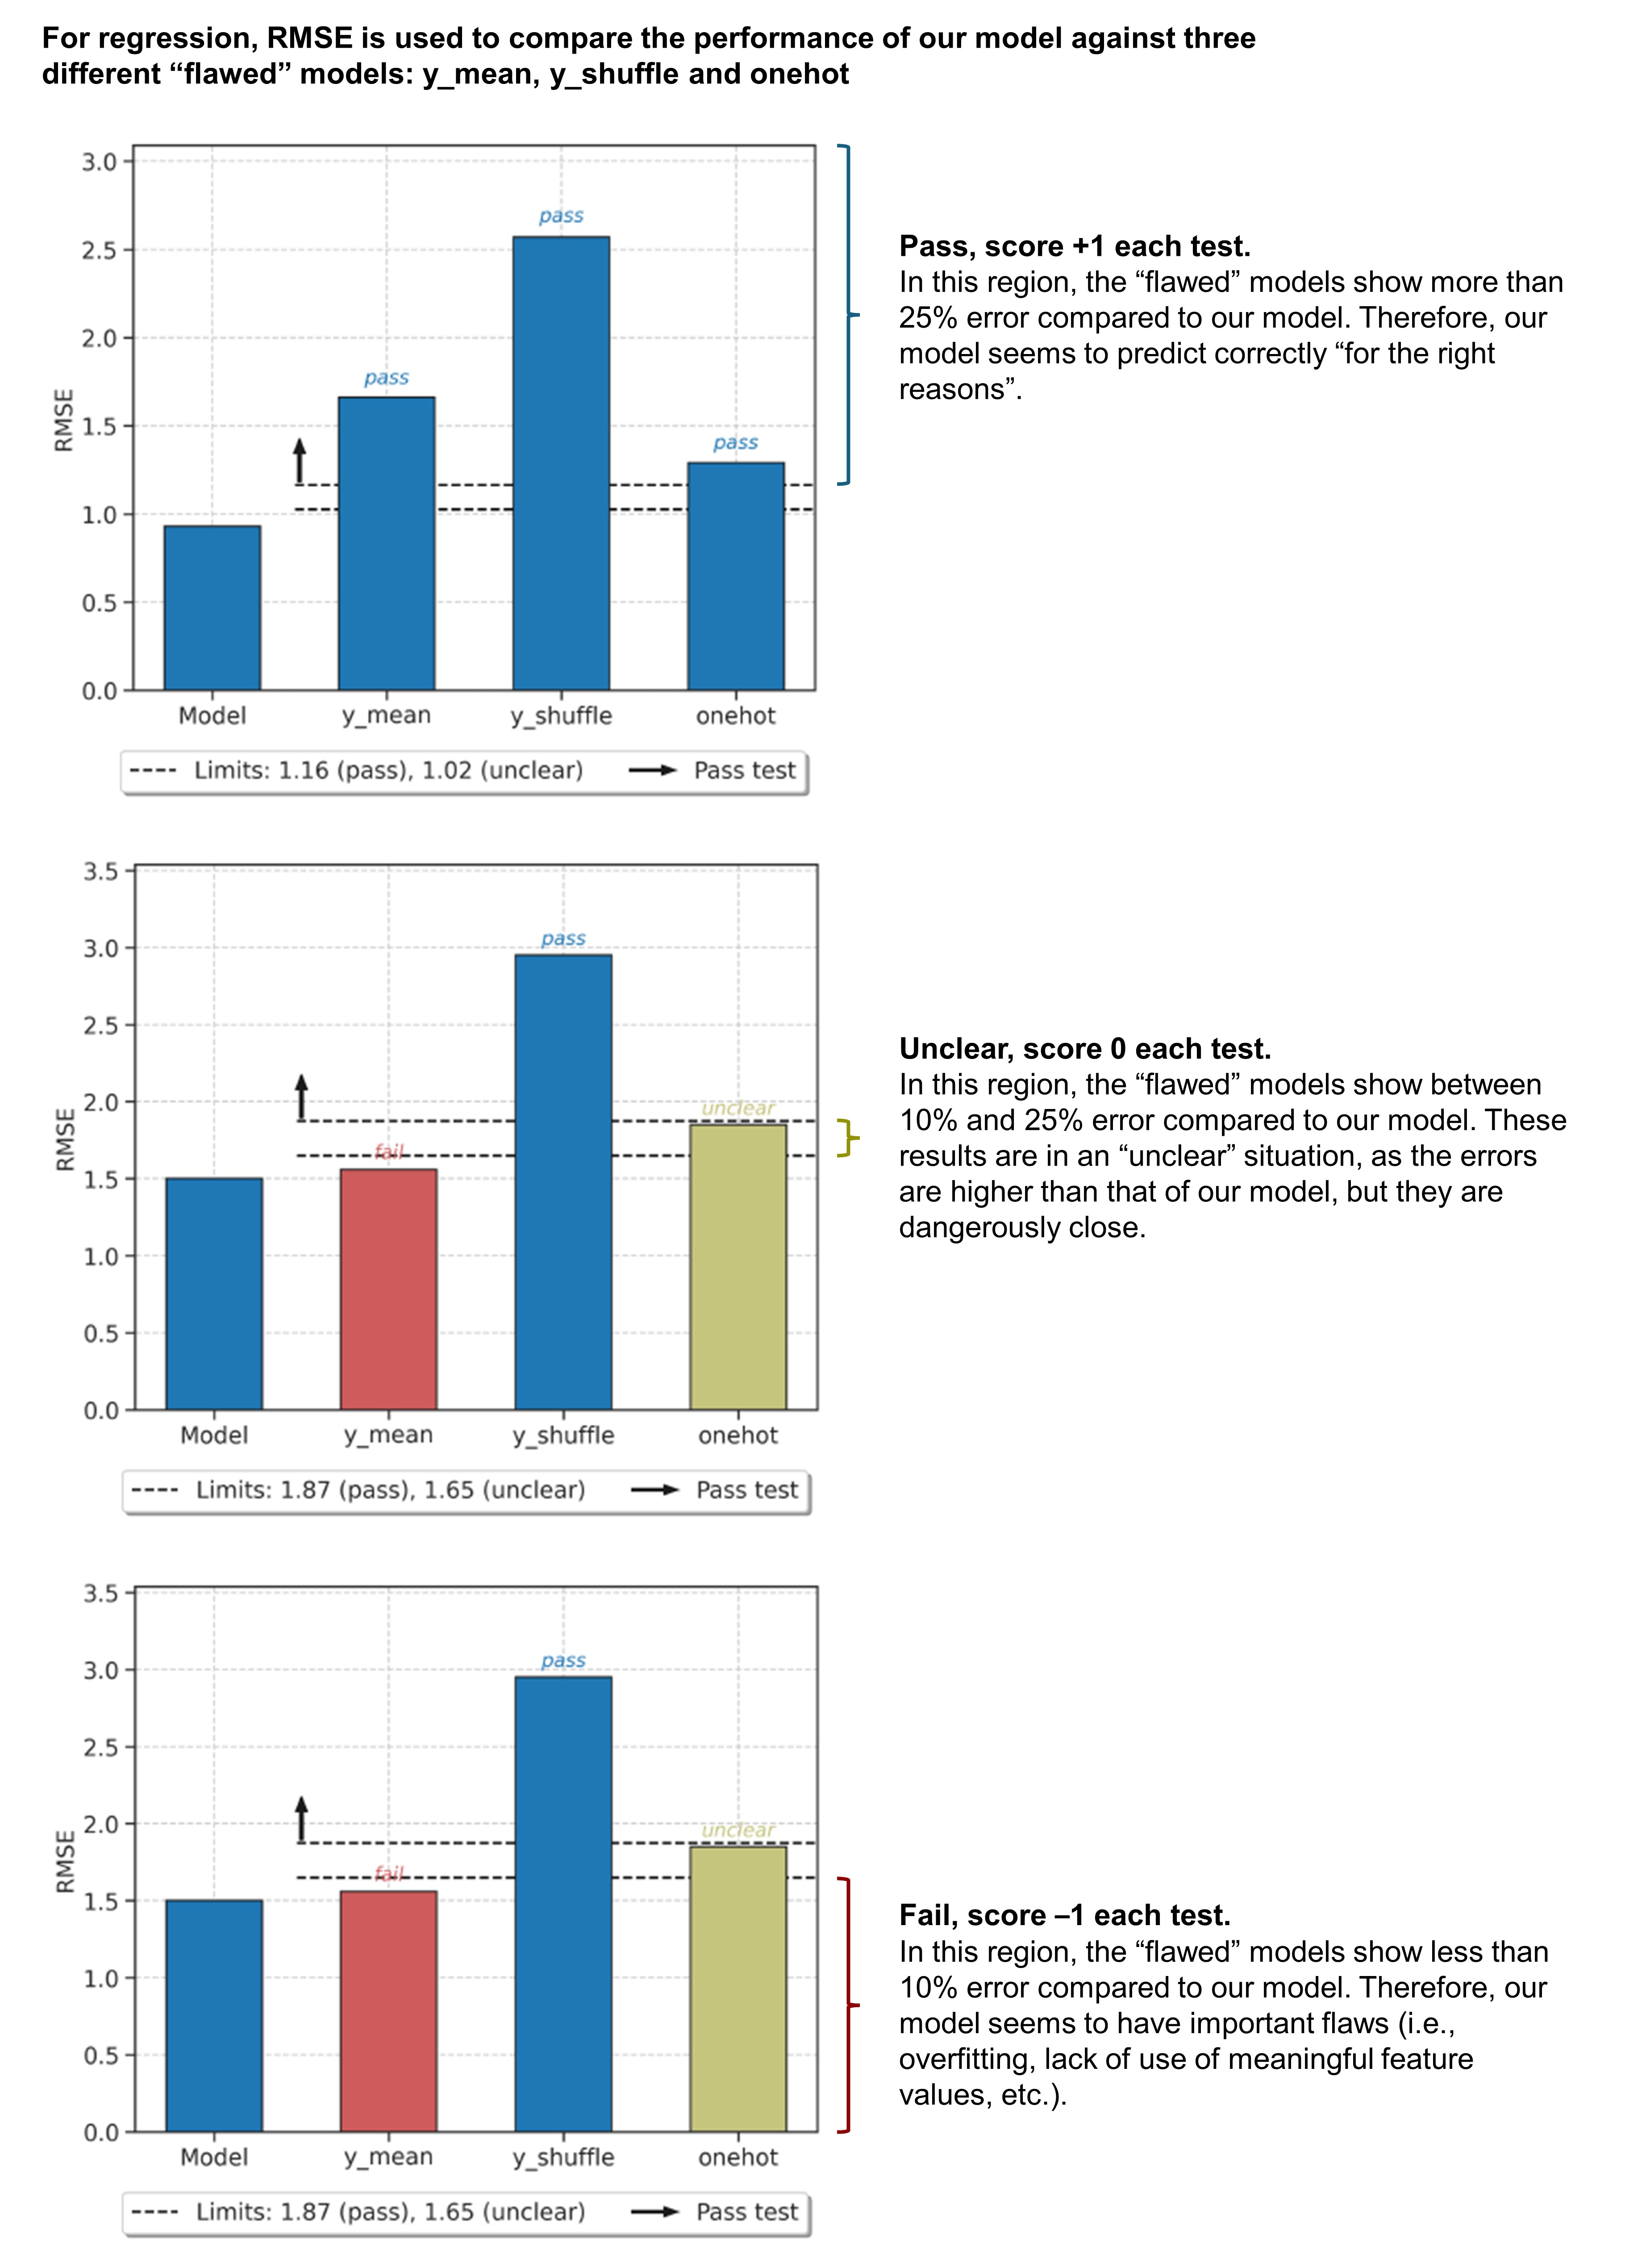 For regression, RMSE is used to compare the performance of our model against three
different “flawed” models: y_mean, y_shuffle and onehot
3.0
2.5
2.0
1.5
1.0
0.5
0.0
RMSE
pass
pass
pass
Model
y_mean
y_shuffle
onehot
Limits: 1.16 (pass), 1.02 (unclear)
Pass test
Pass, score +1 each test.
In this region, the “flawed” models show more than
25% error compared to our model. Therefore, our
model seems to predict correctly “for the right
reasons”.
3.5
3.0
2.5
2.0
1.5
1.0
0.5
0.0
RMSE
fail
pass
unclear
Model
y_mean
y_shuffle
onehot
Limits: 1.87 (pass), 1.65 (unclear)
Pass test
Unclear, score 0 each test.
In this region, the “flawed” models show between
10% and 25% error compared to our model. These
results are in an “unclear” situation, as the errors
are higher than that of our model, but they are
dangerously close.
3.5
3.0
2.5
2.0
1.5
1.0
0.5
0.0
RMSE
fail
pass
unclear
Model
y_mean
y_shuffle
onehot
Limits: 1.87 (pass), 1.65 (unclear)
Pass test
Fail, score –1 each test.
In this region, the “flawed” models show less than
10% error compared to our model. Therefore, our
model seems to have important flaws (i.e.,
overfitting, lack of use of meaningful feature
values, etc.).